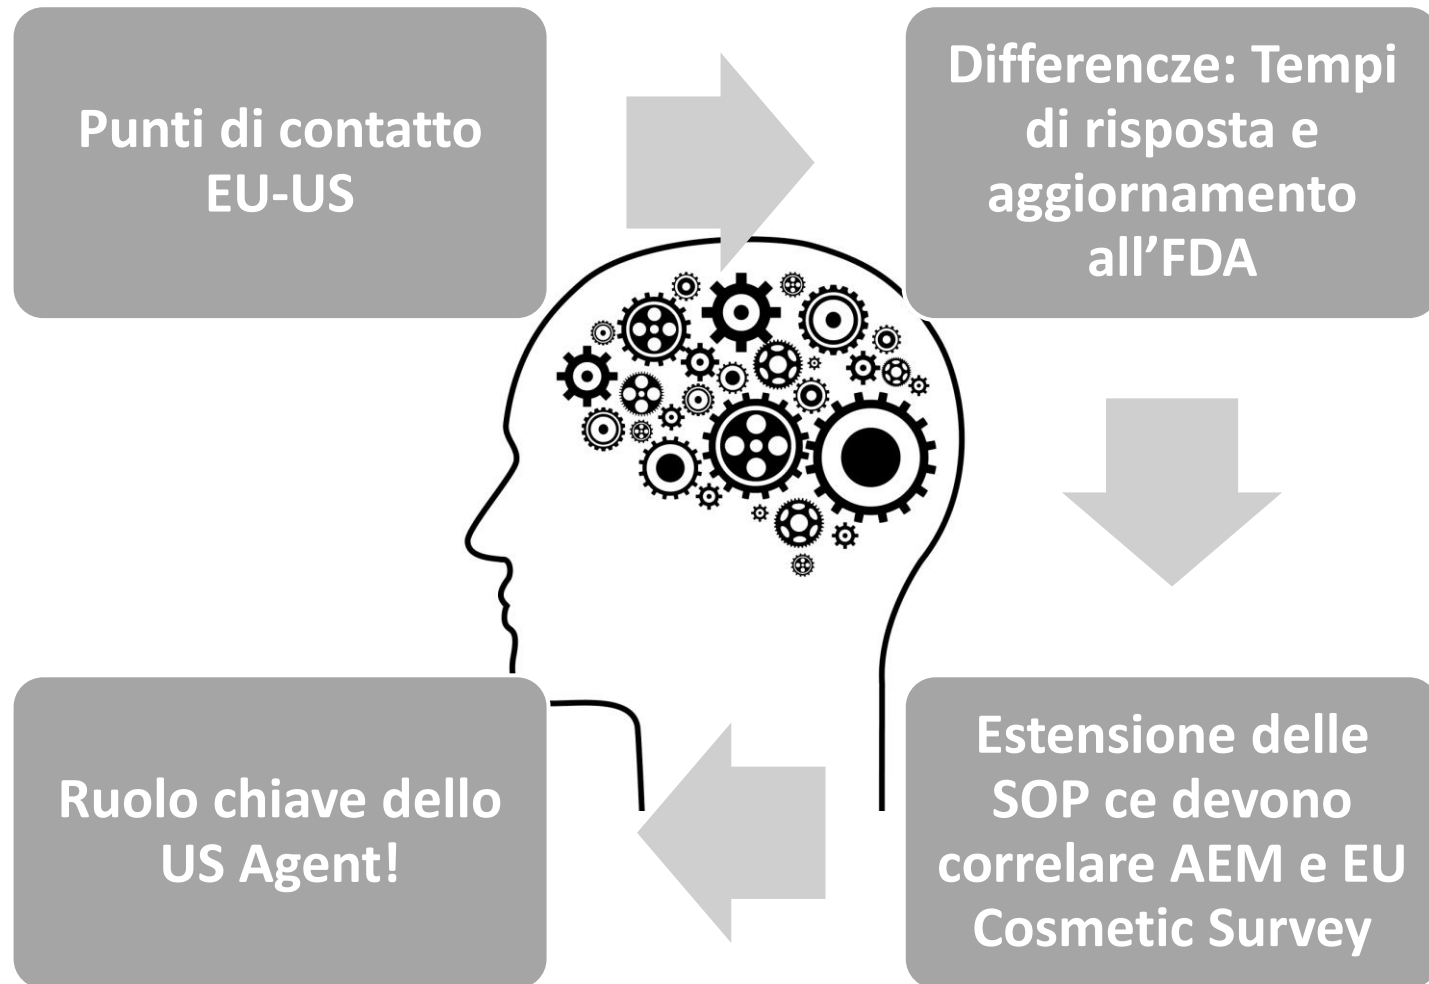 Punti di contatto
EU-US
Differencze: Tempi
di risposta e
aggiornamento
all’FDA
Estensione delle
SOP ce devono
correlare AEM e EU
Cosmetic Survey
Ruolo chiave dello
US Agent!